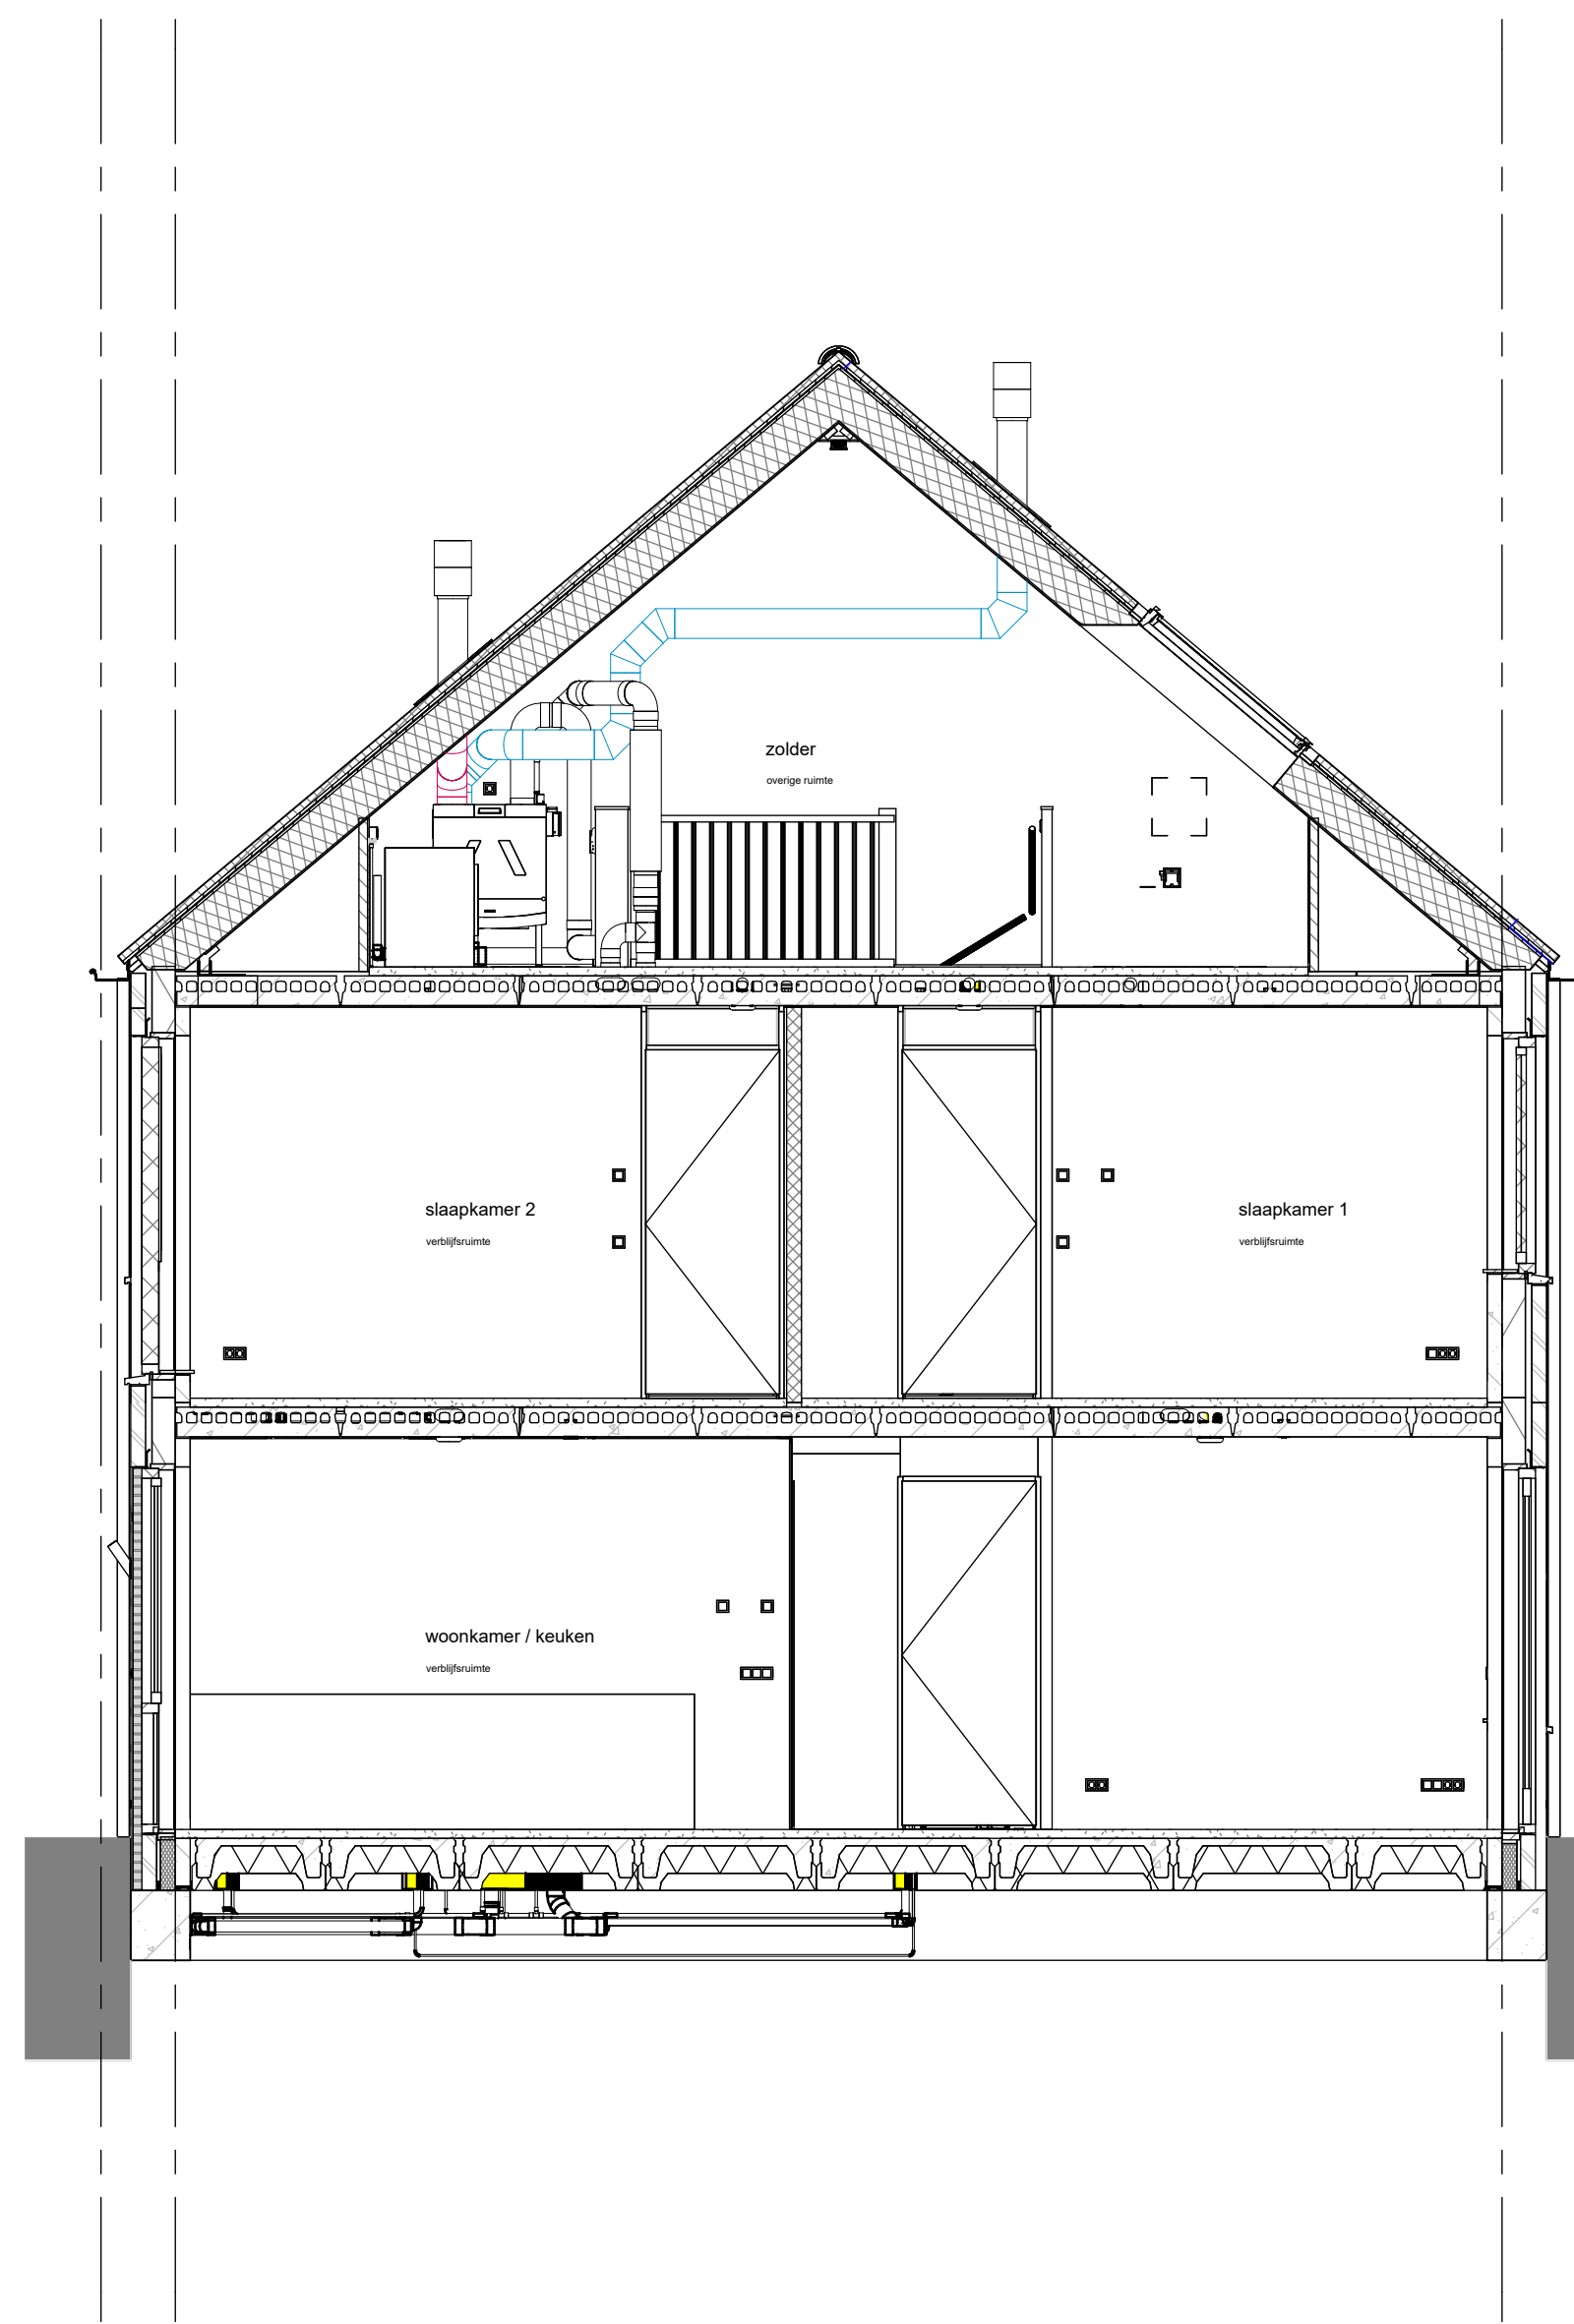 zolder
overige ruimte
slaapkamer 2
verblijfsruimte
slaapkamer 1
verblijfsruimte
woonkamer / keuken
verblijfsruimte